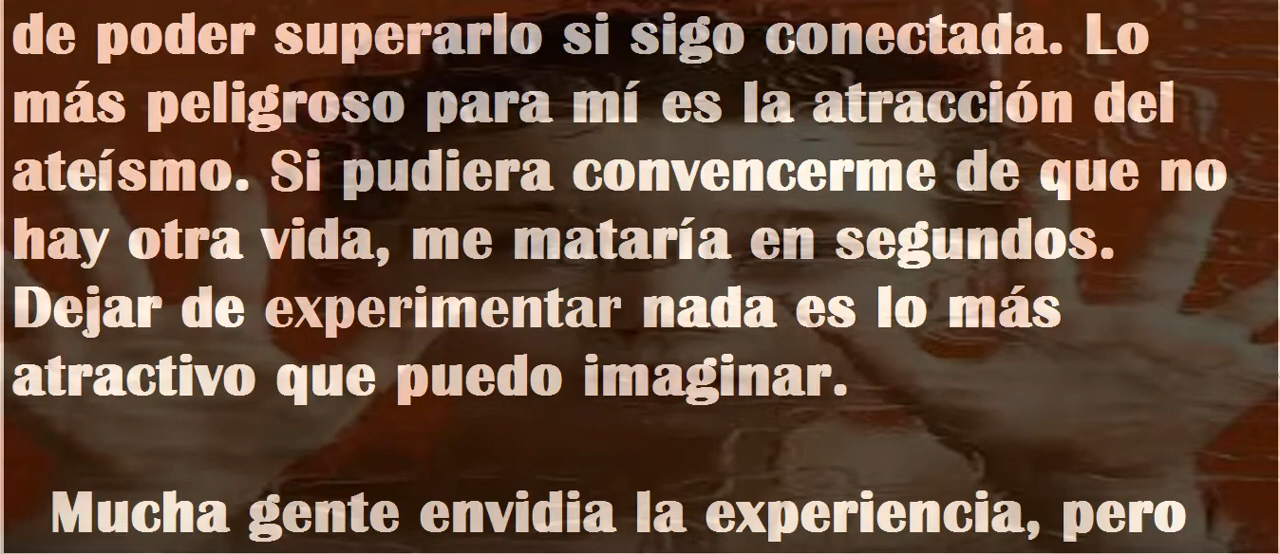 de poder superarlo si sigo conectada. Lo
más peligroso para mí es la atracción del
ateísmo. Si pudiera convencerme de que no
hay otra vida, me mataría en segundos.
Dejar de experimentar nada es lo más
atractivo que puedo imaginar.
Mucha gente envidia la experiencia, pero